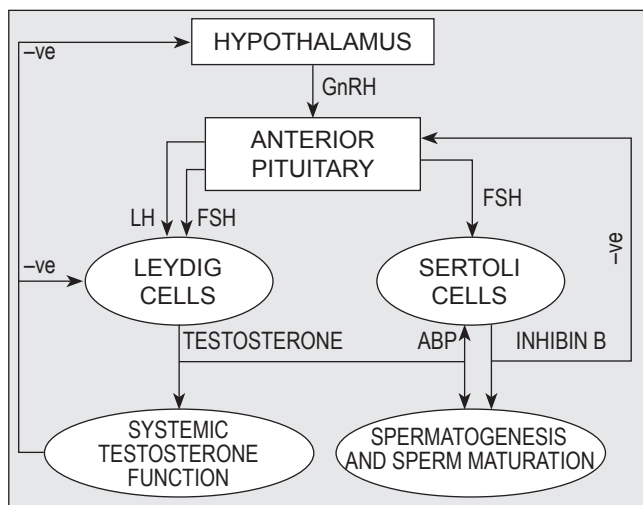 –ve
HYPOTHALAMUS
GnRH
ANTERIOR
PITUITARY
LH
FSH
FSH
–ve
–ve
LEYDIG
CELLS
SERTOLI
CELLS
TESTOSTERONE
ABP
INHIBIN B
SYSTEMIC
TESTOSTERONE
FUNCTION
SPERMATOGENESIS
AND SPERM MATURATION